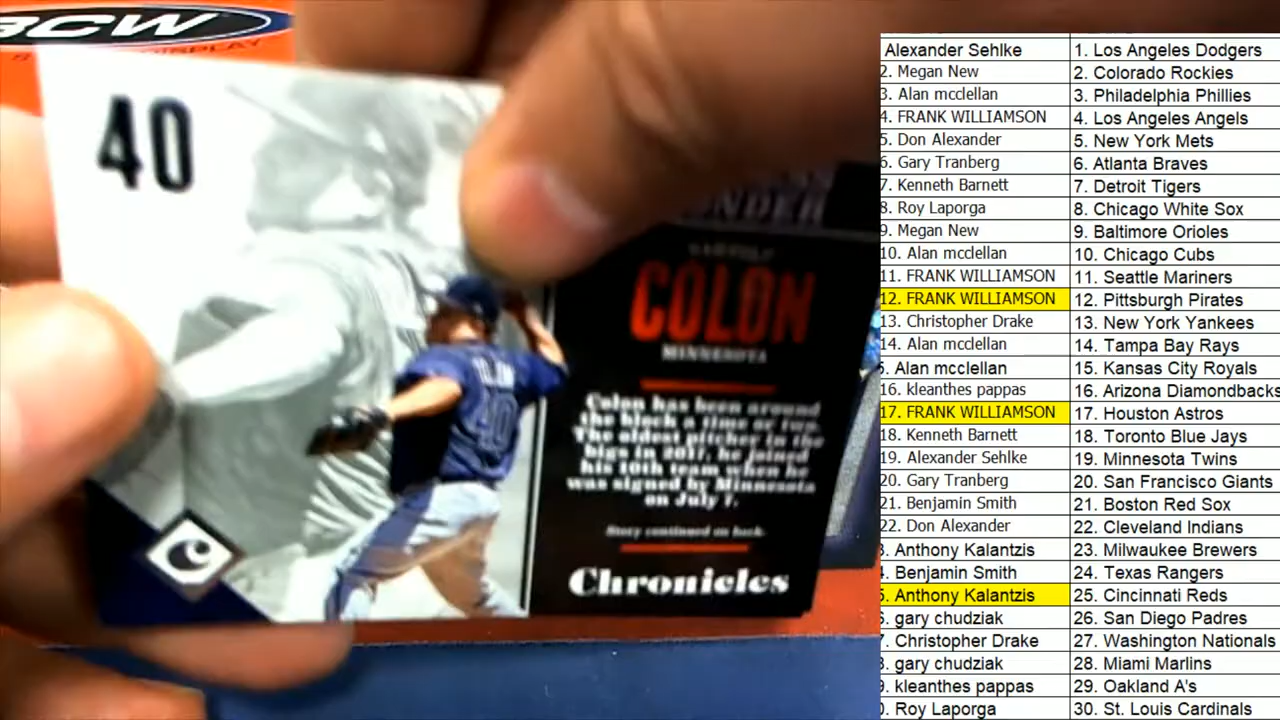 BCW
DISPLAY
40
COLON
MINNESOTA
Colon has been around
the block a time or two.
The oldest pitcher in the
bigs in 2017, he joined
his 10th team when he
was signed by Minnesota
on July 7.
Story continued on back.
Chronicles
C
40
Alexander Sehlke 1. Los Angeles Dodgers
2. Megan New 2. Colorado Rockies
3. Alan mcclellan 3. Philadelphia Phillies
4. FRANK WILLIAMSON 4. Los Angeles Angels
5. Don Alexander 5. New York Mets
6. Gary Tranberg 6. Atlanta Braves
7. Kenneth Barnett 7. Detroit Tigers
8. Roy Laporga 8. Chicago White Sox
9. Megan New 9. Baltimore Orioles
10. Alan mcclellan 10. Chicago Cubs
11. FRANK WILLIAMSON 11. Seattle Mariners
12. FRANK WILLIAMSON 12. Pittsburgh Pirates
13. Christopher Drake 13. New York Yankees
14. Alan mcclellan 14. Tampa Bay Rays
5. Alan mcclellan 15. Kansas City Royals
16. kleanthes pappas 16. Arizona Diamondbacks
17. FRANK WILLIAMSON 17. Houston Astros
18. Kenneth Barnett 18. Toronto Blue Jays
19. Alexander Sehlke 19. Minnesota Twins
20. Gary Tranberg 20. San Francisco Giants
21. Benjamin Smith 21. Boston Red Sox
22. Don Alexander 22. Cleveland Indians
3. Anthony Kalantzis 23. Milwaukee Brewers
4. Benjamin Smith 24. Texas Rangers
5. Anthony Kalantzis 25. Cincinnati Reds
6. gary chudziak 26. San Diego Padres
7. Christopher Drake 27. Washington Nationals
8. gary chudziak 28. Miami Marlins
9. kleanthes pappas 29. Oakland A's
0. Roy Laporga 30. St. Louis Cardinals